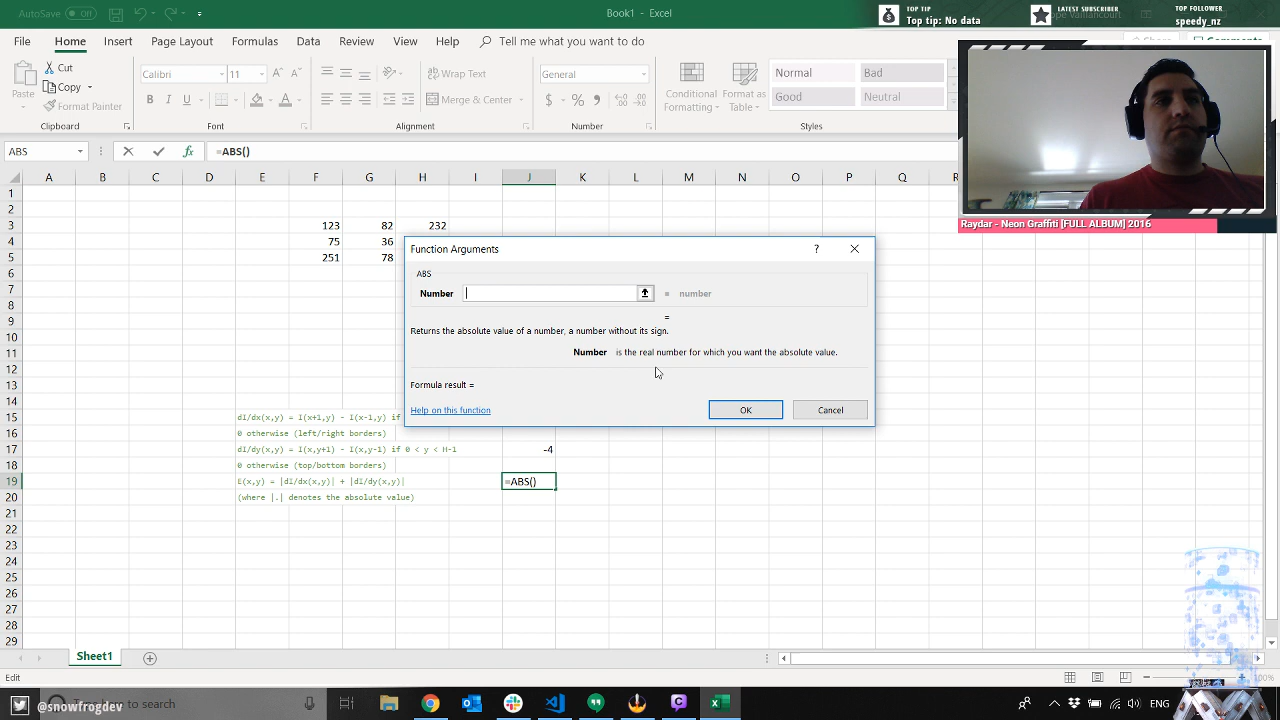 AutoSave Off
Book1 - Excel
TOP TIP
Top tip: No data
LATEST SUBSCRIBER
TOP FOLLOWER
speedy_nz
File
Home
Insert
Page Layout
Formulas
View
Help
what you want to do
Share
Comments
Paste
Cut
Copy
Format Painter
Clipboard
Calibri
11
B
I
U
Font
Wrap Text
Merge & Center
Alignment
General
$ % ,
Number
Conditional
Formatting
Format as
Table
Normal
Bad
Good
Neutral
Styles
Raydar - Neon Graffiti [FULL ALBUM] 2016
ABS
fx
=ABS()
A B C D E F G H I J K L M N O P Q R
1
2
3
4 75 36
5 251 78
6
7
8
9
10
11
12
13
14
15 dI/dx(x,y) = I(x+1,y) - I(x-1,y) if
16 0 otherwise (left/right borders)
17 dI/dy(x,y) = I(x,y+1) - I(x,y-1) if 0 < y < H-1 -4
18 0 otherwise (top/bottom borders)
19 E(x,y) = |dI/dx(x,y)| + |dI/dy(x,y)| =ABS()
20 (where |.| denotes the absolute value)
21
22
23
24
25
26
27
28
29
Function Arguments
?
ABS
Number
= number
=
Returns the absolute value of a number, a number without its sign.
Number is the real number for which you want the absolute value.
Formula result =
Help on this function
OK
Cancel
Sheet1
Edit
100%
@snowfrogdev
to search
ENG